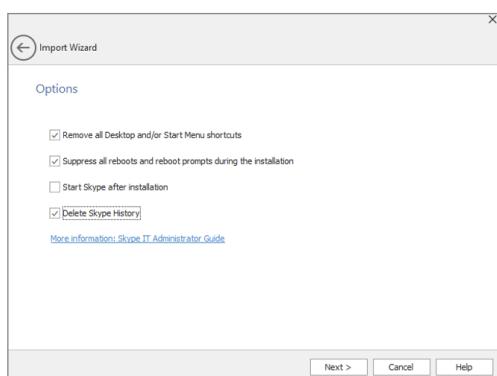 Import Wizard
Options
Remove all Desktop and/or Start Menu shortcuts
Suppress all reboots and reboot prompts during the installation
Start Skype after installation
Delete Skype History
More information: Skype IT Administrator Guide
Next > Cancel Help